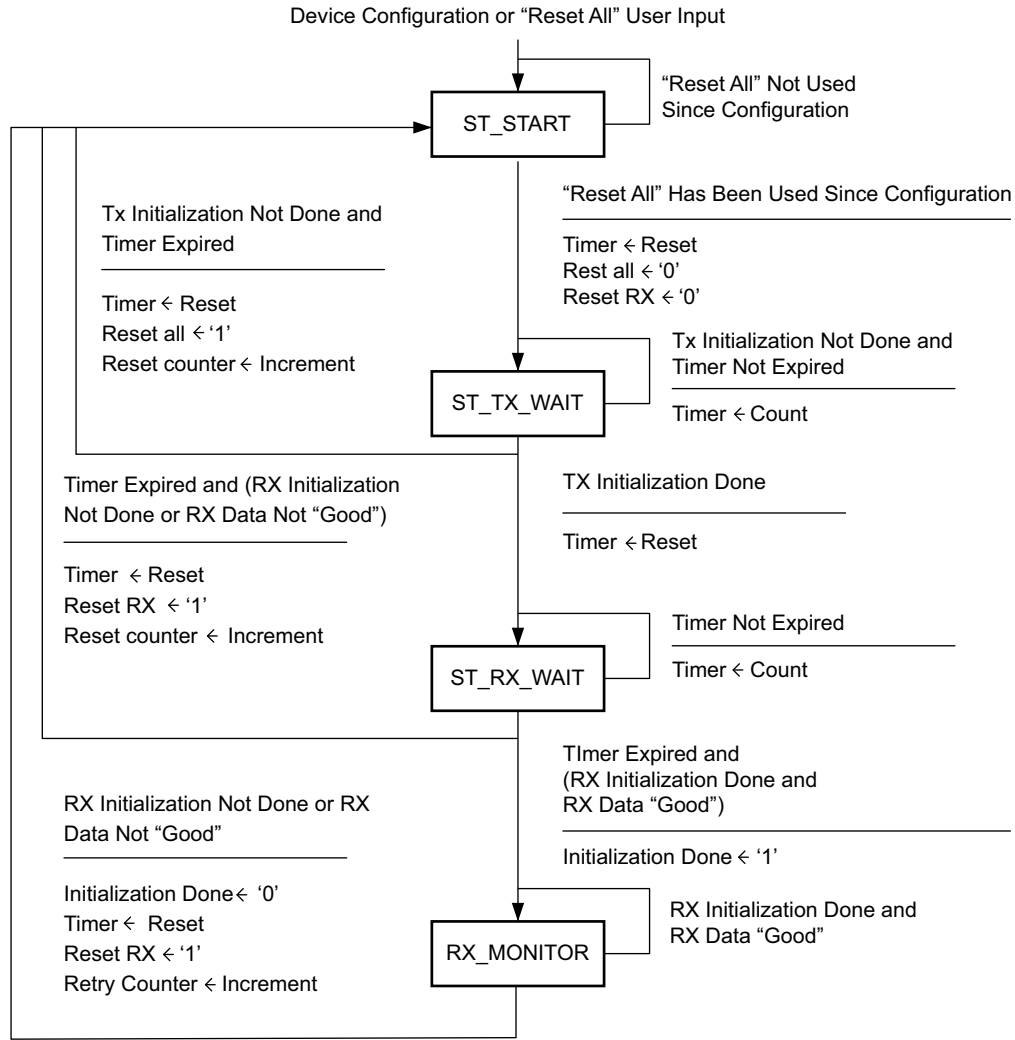 Device Configuration or “Reset All” User Input
“Reset All” Not Used
Since Configuration
ST_START
“Reset All” Has Been Used Since Configuration
Timer ← Reset
Rest all ← ‘0’
Reset RX ← ‘0’
Tx Initialization Not Done and
Timer Expired
Timer ← Reset
Reset all ← ‘1’
Reset counter ← Increment
Tx Initialization Not Done and
Timer Not Expired
Timer ← Count
ST_TX_WAIT
TX Initialization Done
Timer ← Reset
Timer Expired and (RX Initialization
Not Done or RX Data Not “Good”)
Timer ← Reset
Reset RX ← ‘1’
Reset counter ← Increment
Timer Not Expired
Timer ← Count
ST_RX_WAIT
TImer Expired and
(RX Initialization Done and
RX Data “Good”)
Initialization Done ← ‘1’
RX Initialization Not Done or RX
Data Not “Good”
Initialization Done ← ‘0’
Timer ← Reset
Reset RX ← ‘1’
Retry Counter ← Increment
RX Initialization Done and
RX Data “Good”
RX_MONITOR